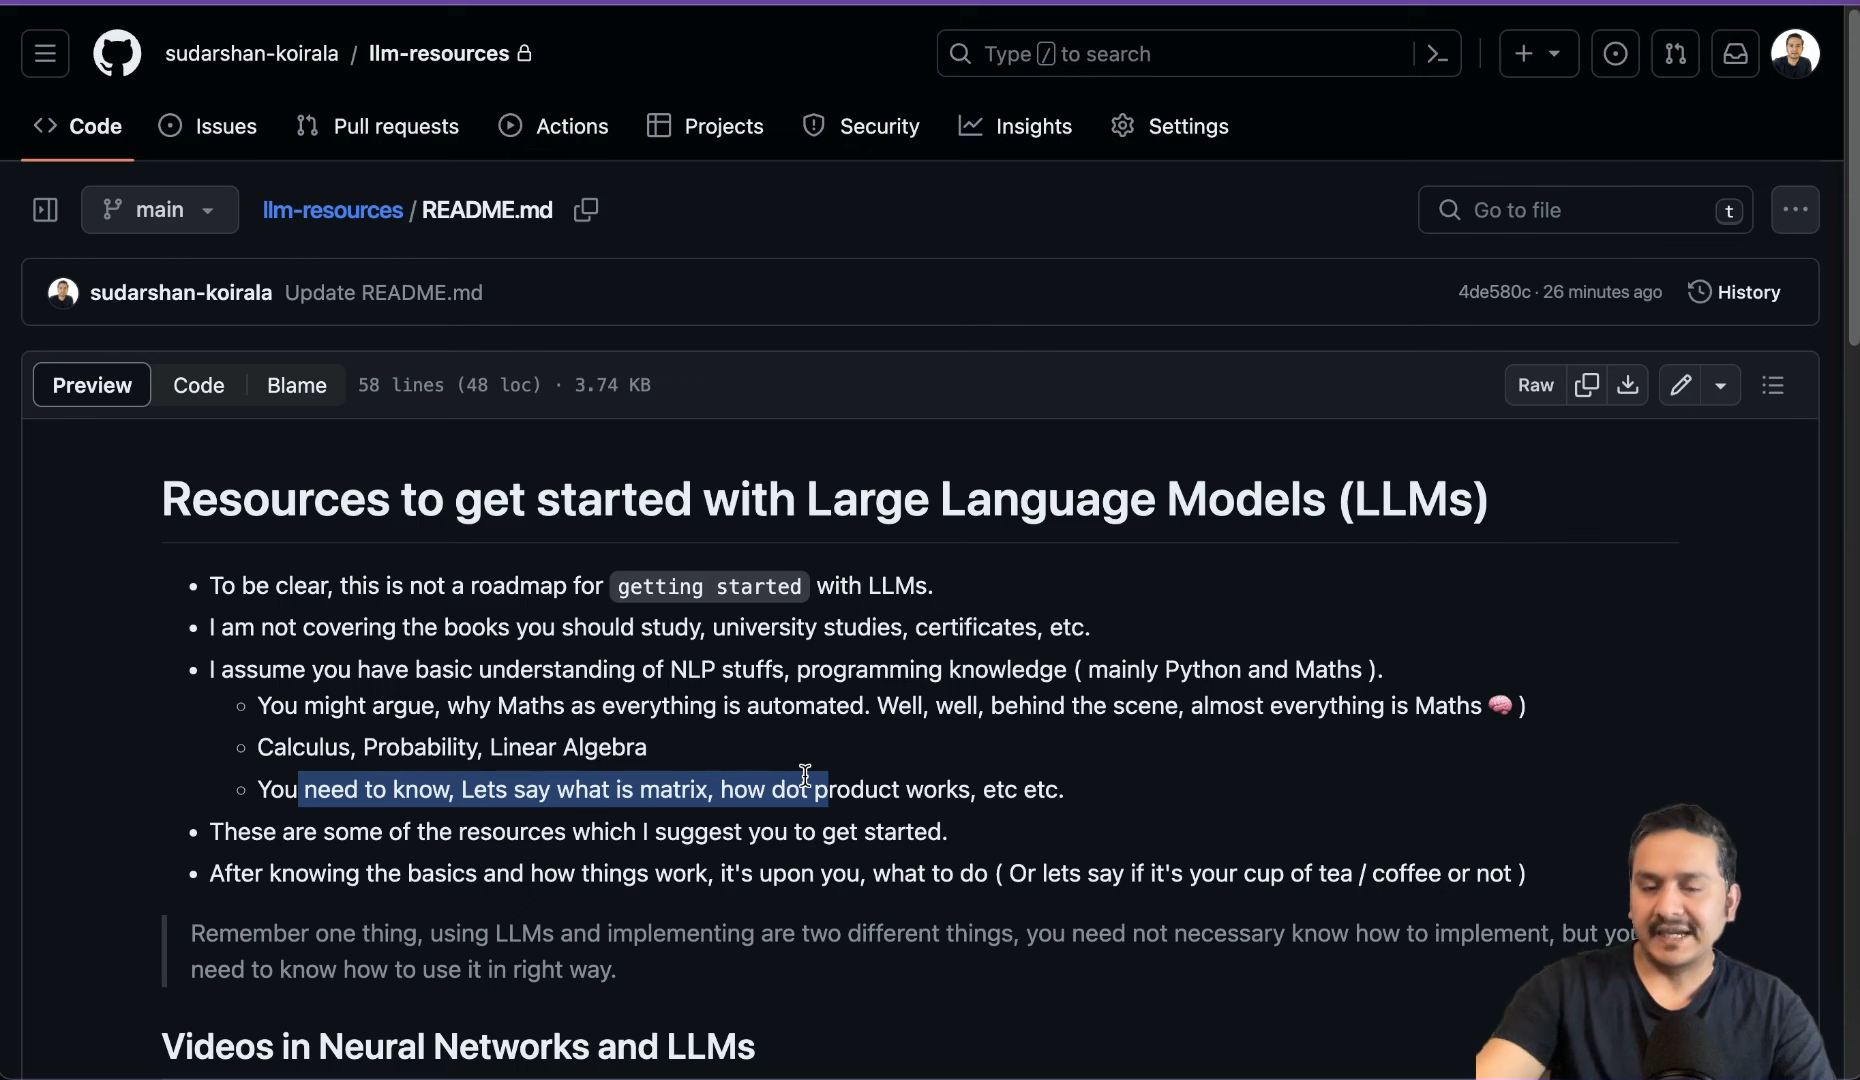 sudarshan-koirala / llm-resources
Type / to search
Code Issues Pull requests Actions Projects Security Insights Settings
main llm-resources / README.md Go to file t
sudarshan-koirala Update README.md 4de580c · 26 minutes ago History
Preview Code Blame 58 lines (48 loc) · 3.74 KB Raw
Resources to get started with Large Language Models (LLMs)
• To be clear, this is not a roadmap for getting started with LLMs.
• I am not covering the books you should study, university studies, certificates, etc.
• I assume you have basic understanding of NLP stuffs, programming knowledge ( mainly Python and Maths ).
◦ You might argue, why Maths as everything is automated. Well, well, behind the scene, almost everything is Maths 🧠 )
◦ Calculus, Probability, Linear Algebra
◦ You need to know, Lets say what is matrix, how dot product works, etc etc.
• These are some of the resources which I suggest you to get started.
• After knowing the basics and how things work, it's upon you, what to do ( Or lets say if it's your cup of tea / coffee or not )
Remember one thing, using LLMs and implementing are two different things, you need not necessary know how to implement, but
need to know how to use it in right way.
Videos in Neural Networks and LLMs